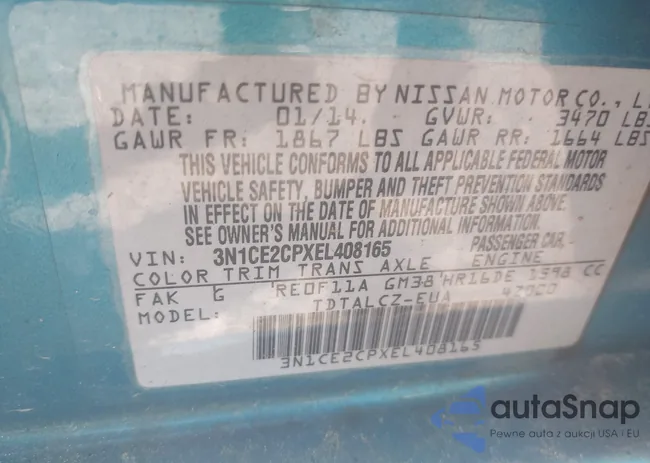 MANUFACTURED BY NISSAN MOTOR CO., L
DATE: 01/14. GVWR: 3470 LBS
GAWR FR: 1867 LBS GAWR RR: 1664 LBS
THIS VEHICLE CONFORMS TO ALL APPLICABLE FEDERAL MOTOR
VEHICLE SAFETY, BUMPER AND THEFT PREVENTION STANDARDS
IN EFFECT ON THE DATE OF MANUFACTURE SHOWN ABOVE.
SEE OWNER'S MANUAL FOR ADDITIONAL INFORMATION.
VIN: 3N1CE2CPXEL408165 PASSENGER CAR
COLOR TRIM TRANS AXLE ENGINE
FAK G RE0F11A GM38 HR16DE 1598 CC
TDTALCZ-EUA 47020
3N1CE2CPXEL408165
autoSnap
Pewne auta z aukcji USA i EU